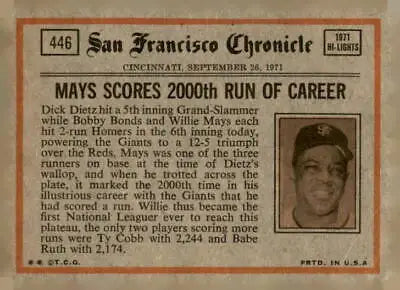 446
San Francisco Chronicle
1971
HI-LIGHTS
CINCINNATI, SEPTEMBER 26, 1971
MAYS SCORES 2000th RUN OF CAREER
Dick Dietz hit a 5th inning Grand-Slammer
while Bobby Bonds and Willie Mays each
hit 2-run Homers in the 6th inning today,
powering the Giants to a 12-5 triumph
over the Reds. Mays was one of the three
runners on base at the time of Dietz's
wallop, and when he trotted across the
plate, it marked the 2000th time in his
illustrious career with the Giants that he
had scored a run. Willie thus became the
first National Leaguer ever to reach this
plateau, the only two players scoring more
runs were Ty Cobb with 2,244 and Babe
Ruth with 2,174.
SF
** ©T.C.G.
PRTD. IN U.S.A.